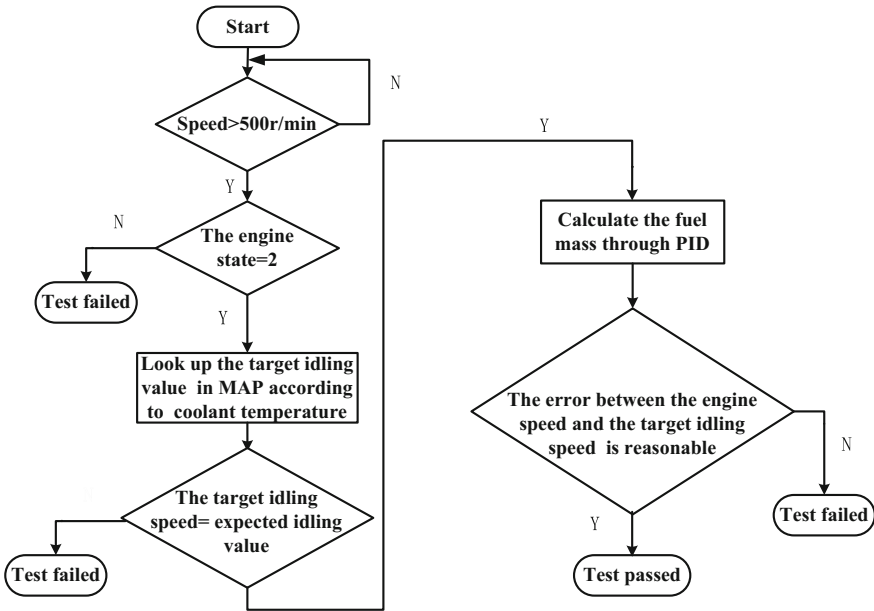 Start
N
Speed>500r/min
Y
N
The engine
state=2
Test failed
Y
Look up the target idling
value in MAP according
to coolant temperature
The target idling
speed= expected idling
value
Test failed
Y
Calculate the fuel
mass through PID
The error between the engine
speed and the target idling
speed is reasonable
N
Test failed
Y
Test passed